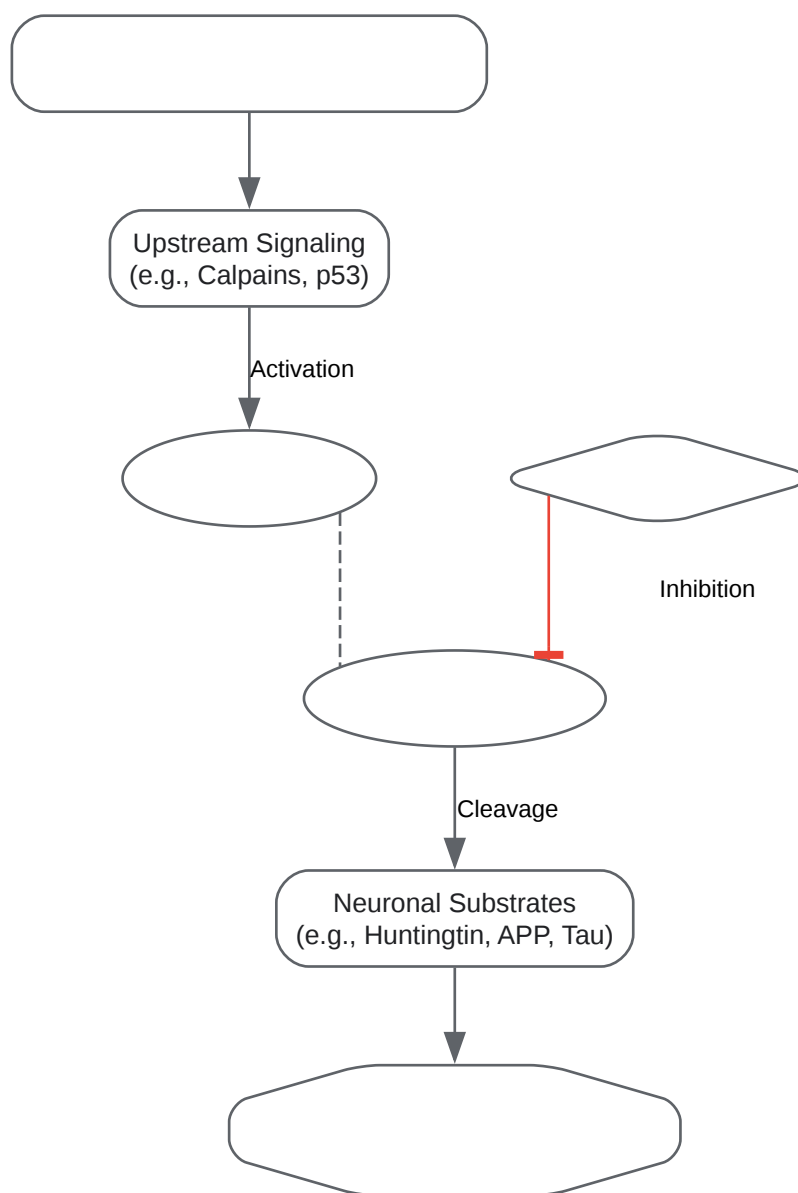 Upstream Signaling
(e.g., Calpains, p53)
Activation
Inhibition
Cleavage
Neuronal Substrates
(e.g., Huntingtin, APP, Tau)